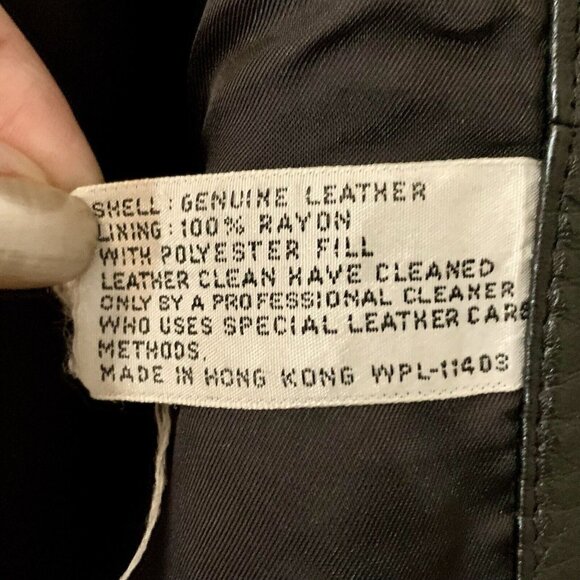 SHELL: GENUINE LEATHER
LINING: 100% RAYON
WITH POLYESTER FILL
LEATHER CLEAN HAVE CLEANED
ONLY BY A PROFESSIONAL CLEANER
WHO USES SPECIAL LEATHER CARE
METHODS.
MADE IN HONG KONG WPL-11403